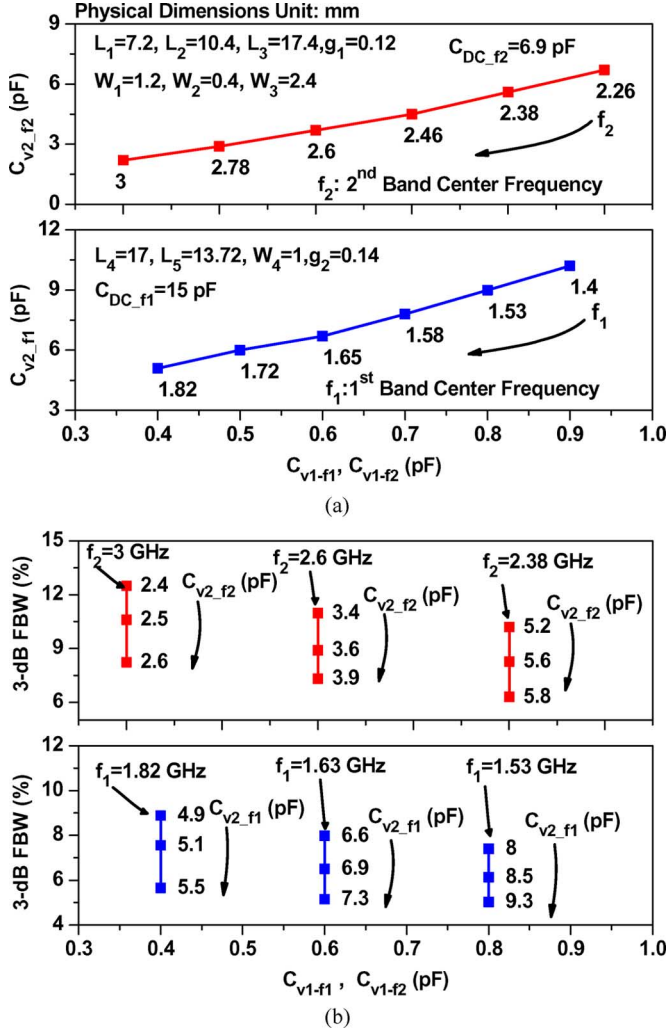 Physical Dimensions Unit: mm
L1=7.2, L2=10.4, L3=17.4,g1=0.12
W1=1.2, W2=0.4, W3=2.4
CDC_f2=6.9 pF
9
6
3
0
Cv2_f2 (pF)
3
2.78
2.6
2.46
2.38
2.26
f2
f2: 2nd Band Center Frequency
L4=17, L5=13.72, W4=1,g2=0.14
CDC_f1=15 pF
12
9
6
3
Cv2_f1 (pF)
1.82
1.72
1.65
1.58
1.53
1.4
f1
f1:1st Band Center Frequency
0.3 0.4 0.5 0.6 0.7 0.8 0.9 1.0
Cv1-f1, Cv1-f2 (pF)
(a)
15
12
9
6
3-dB FBW (%)
f2=3 GHz
2.4
2.5
2.6
Cv2_f2 (pF)
f2=2.6 GHz
3.4
3.6
3.9
Cv2_f2 (pF)
f2=2.38 GHz
5.2
5.6
5.8
Cv2_f2 (pF)
12
10
8
6
4
3-dB FBW (%)
f1=1.82 GHz
4.9
5.1
5.5
Cv2_f1 (pF)
f1=1.63 GHz
6.6
6.9
7.3
Cv2_f1 (pF)
f1=1.53 GHz
8
8.5
9.3
Cv2_f1 (pF)
0.3 0.4 0.5 0.6 0.7 0.8 0.9 1.0
Cv1-f1 , Cv1-f2 (pF)
(b)